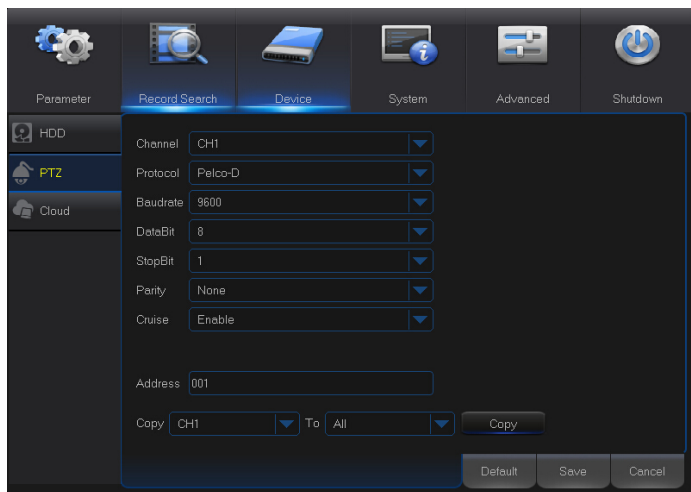 Parameter Record Search Device System Advanced Shutdown
HDD
PTZ
Cloud
Channel CH1
Protocol Pelco-D
Baudrate 9600
DataBit 8
StopBit 1
Parity None
Cruise Enable
Address 001
Copy CH1 To All Copy
Default Save Cancel